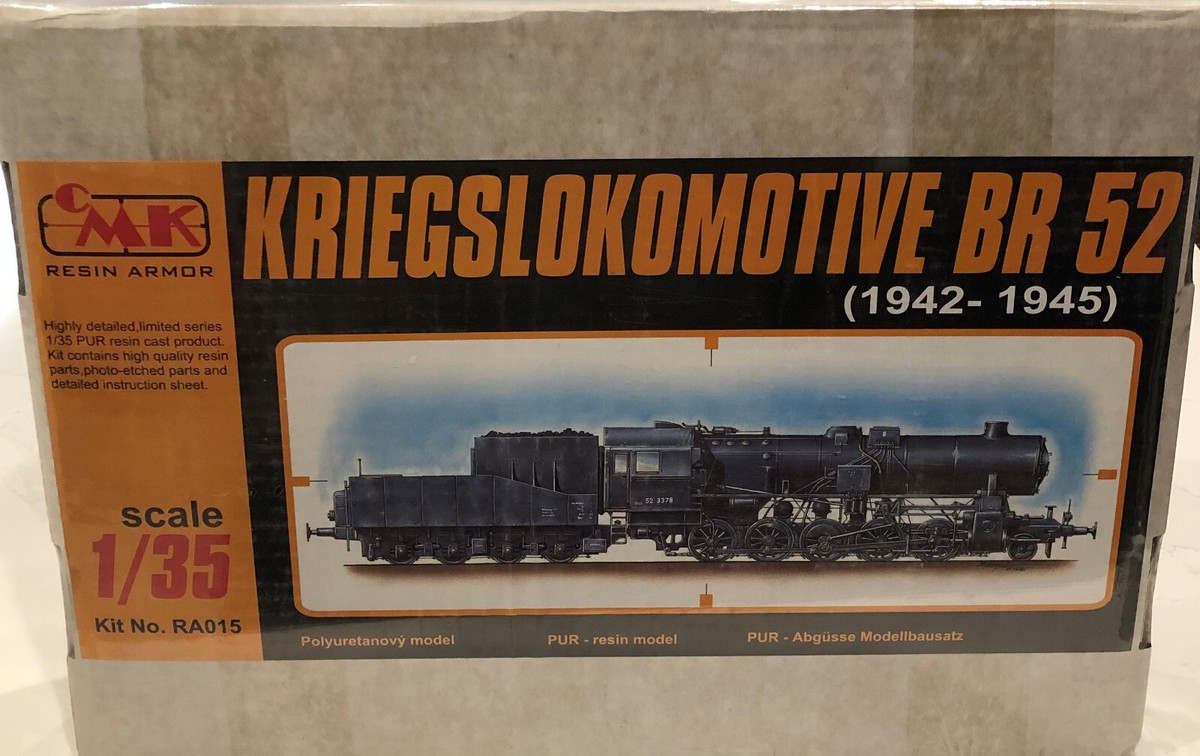 CMK
RESIN ARMOR
Highly detailed,limited series
1/35 PUR resin cast product.
Kit contains high quality resin
parts,photo-etched parts and
detailed instruction sheet.
scale
1/35
Kit No. RA015
KRIEGSLOKOMOTIVE BR 52
(1942- 1945)
52 3378
Polyuretanový model
PUR - resin model
PUR - Abgüsse Modellbausatz